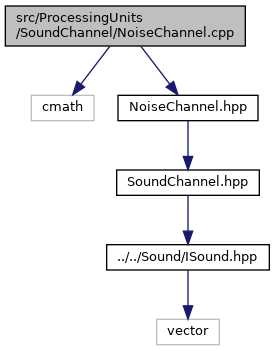 src/ProcessingUnits
/SoundChannel/NoiseChannel.cpp
cmath
NoiseChannel.hpp
SoundChannel.hpp
../../Sound/ISound.hpp
vector